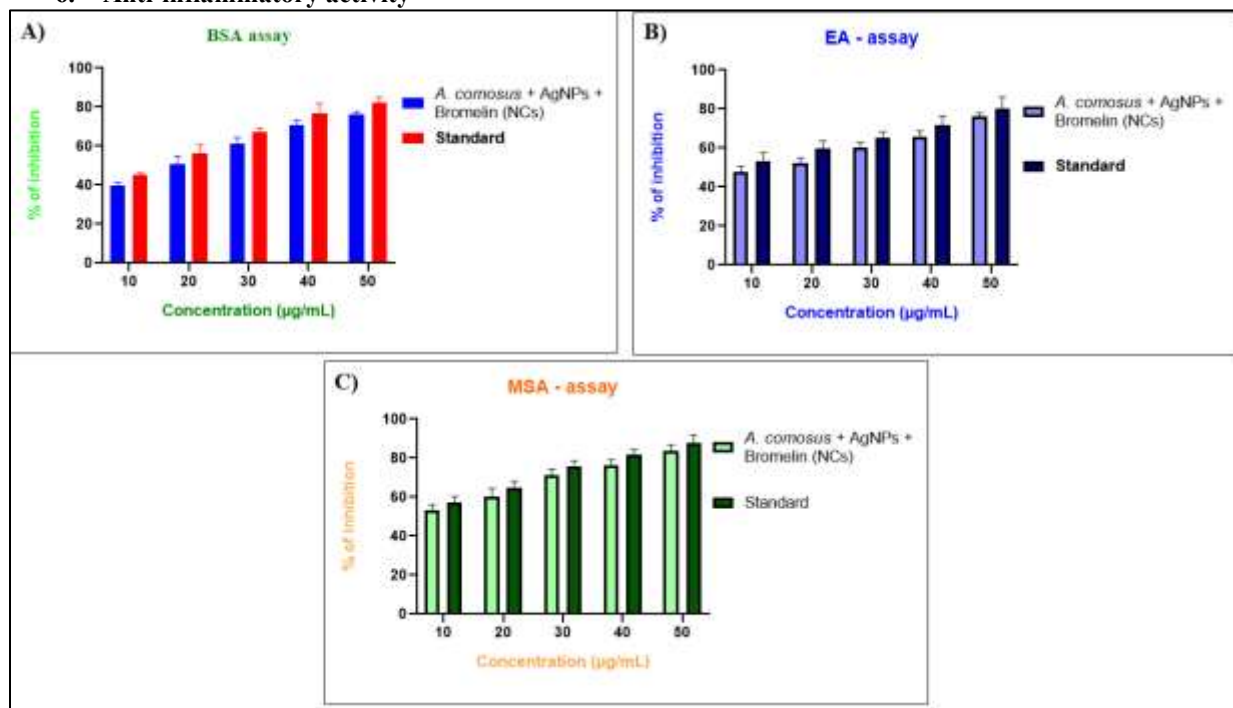 6. Anti-inflammatory activity
A)
BSA assay
% of inhibition
100
80
60
40
20
0
10 20 30 40 50
Concentration (µg/mL)
A. comosus + AgNPs +
Bromelin (NCs)
Standard
B)
EA - assay
% of inhibition
100
80
60
40
20
0
10 20 30 40 50
Concentration (µg/mL)
A. comosus + AgNPs +
Bromelin (NCs)
Standard
C)
MSA - assay
% of inhibition
100
80
60
40
20
0
10 20 30 40 50
Concentration (µg/mL)
A. comosus + AgNPs +
Bromelin (NCs)
Standard